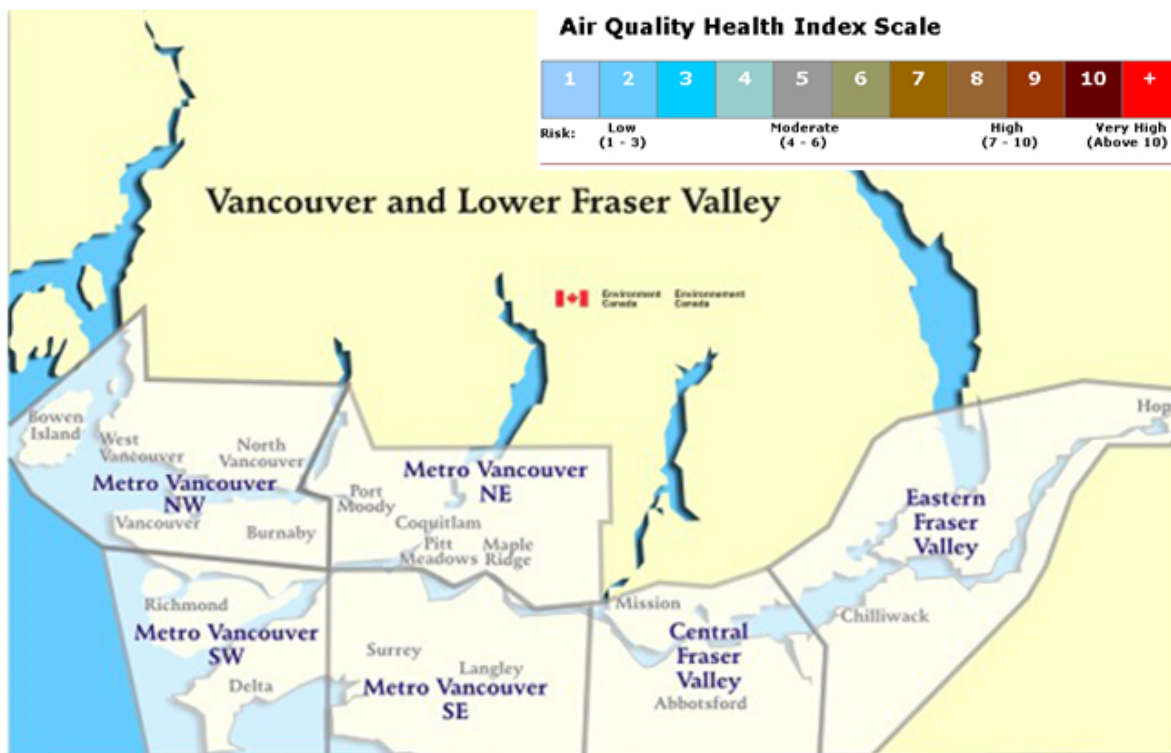 Air Quality Health Index Scale
1 2 3 4 5 6 7 8 9 10 +
Risk: Low Moderate High Very High
(1 - 3) (4 - 6) (7 - 10) (Above 10)
Vancouver and Lower Fraser Valley
Environment Environnement
Canada Canada
Bowen
Island
West
Vancouver
North
Vancouver
Metro Vancouver
NW
Vancouver
Burnaby
Metro Vancouver
NE
Port
Moody
Coquitlam
Pitt
Meadows
Maple
Ridge
Hop
Eastern
Fraser
Valley
Richmond
Metro Vancouver
SW
Delta
Surrey
Langley
Metro Vancouver
SE
Mission
Central
Fraser
Valley
Abbotsford
Chilliwack